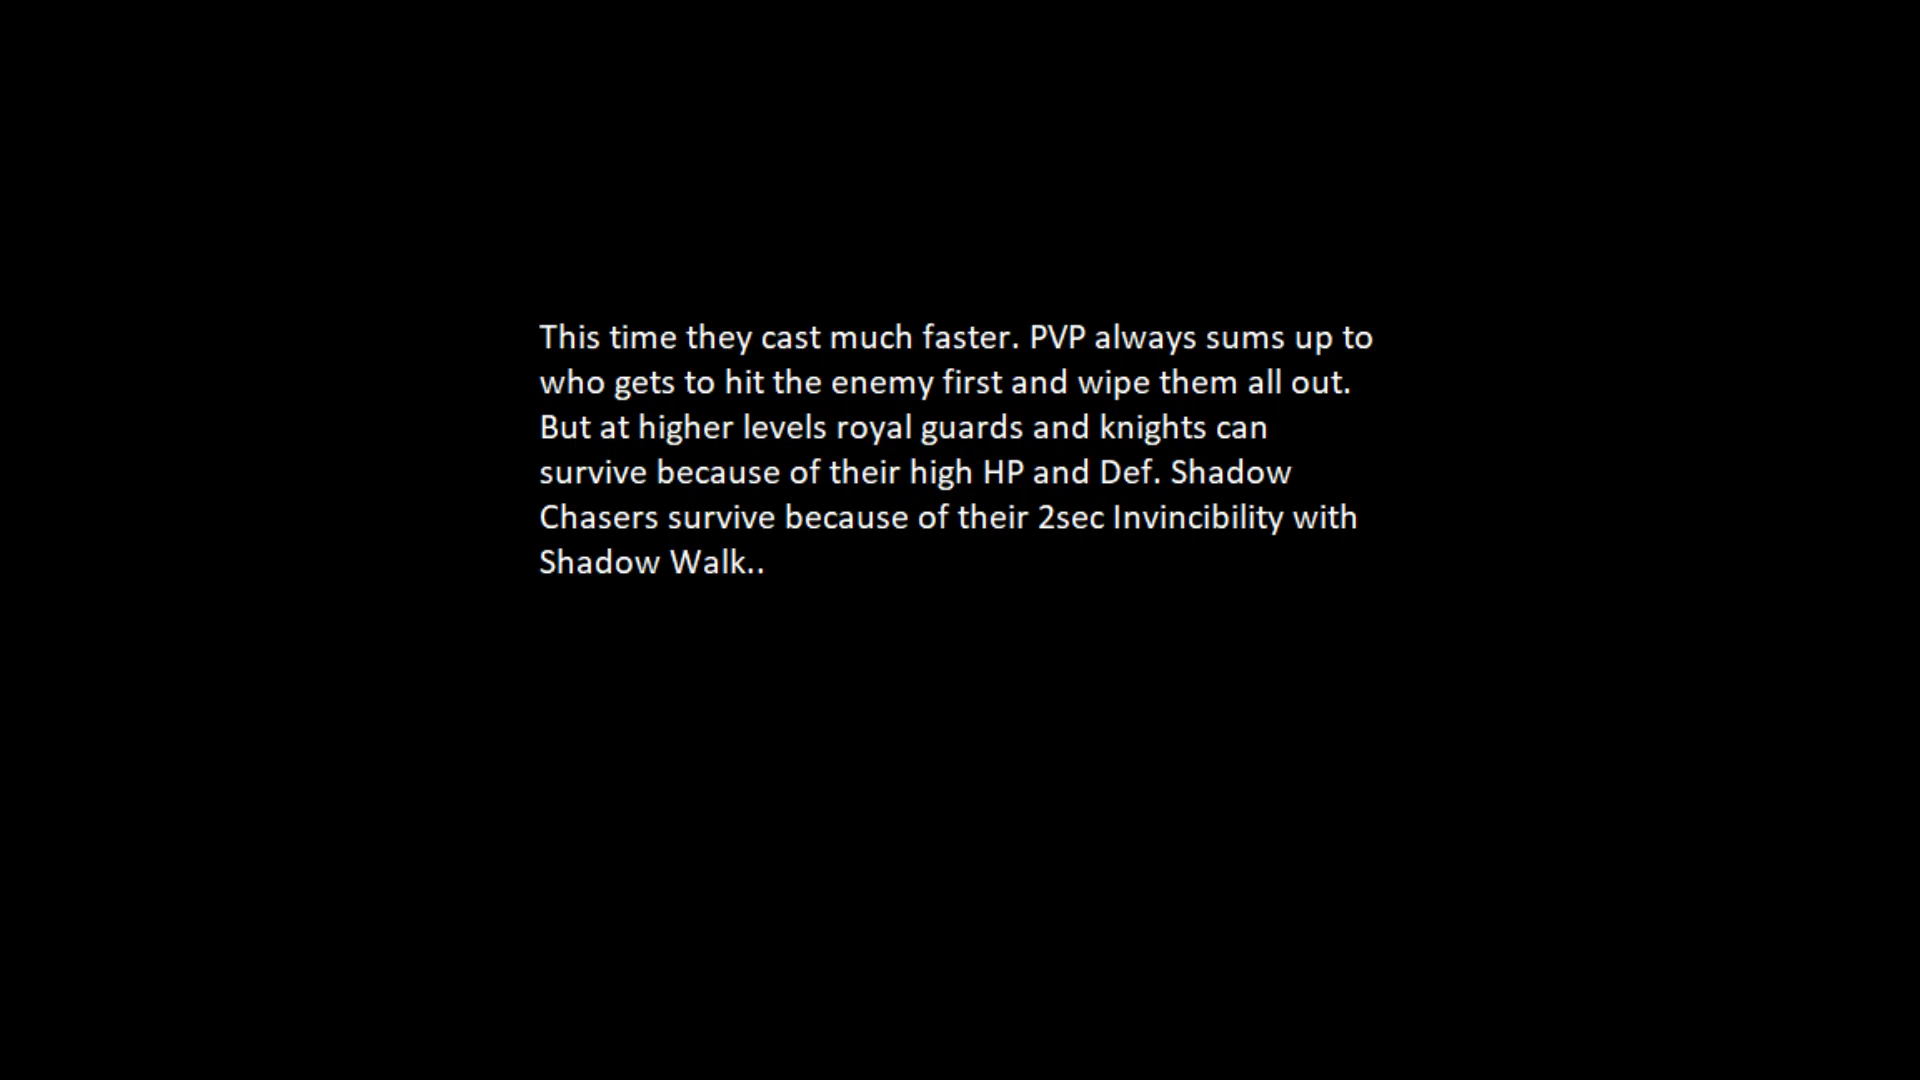 This time they cast much faster. PVP always sums up to
who gets to hit the enemy first and wipe them all out.
But at higher levels royal guards and knights can
survive because of their high HP and Def. Shadow
Chasers survive because of their 2sec Invincibility with
Shadow Walk..